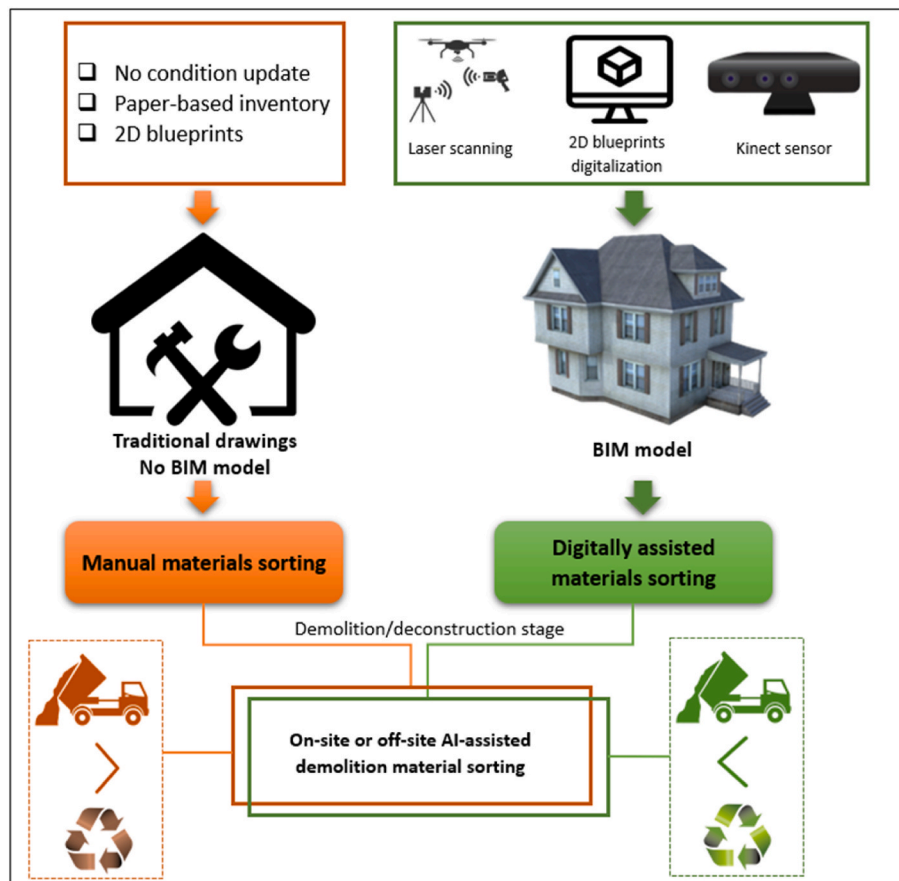 No condition update
Paper-based inventory
2D blueprints
Laser scanning
2D blueprints
digitalization
Kinect sensor
Traditional drawings
No BIM model
BIM model
Manual materials sorting
Digitally assisted
materials sorting
Demolition/deconstruction stage
On-site or off-site AI-assisted
demolition material sorting